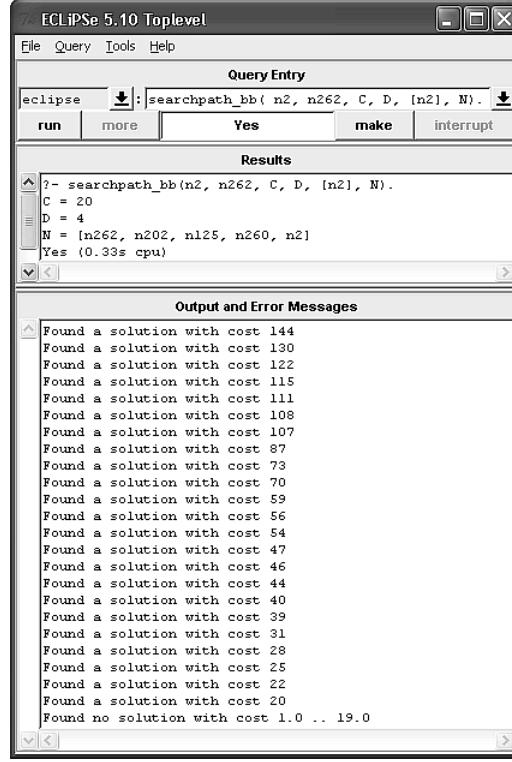 ECLiPSe 5.10 Toplevel
File Query Tools Help
Query Entry
eclipse : searchpath_bb( n2, n262, C, D, [n2], N).
run more Yes make interrupt
Results
?- searchpath_bb(n2, n262, C, D, [n2], N).
C = 20
D = 4
N = [n262, n202, n125, n260, n2]
Yes (0.33s cpu)
Output and Error Messages
Found a solution with cost 144
Found a solution with cost 130
Found a solution with cost 122
Found a solution with cost 115
Found a solution with cost 111
Found a solution with cost 108
Found a solution with cost 107
Found a solution with cost 87
Found a solution with cost 73
Found a solution with cost 70
Found a solution with cost 59
Found a solution with cost 56
Found a solution with cost 54
Found a solution with cost 47
Found a solution with cost 46
Found a solution with cost 44
Found a solution with cost 40
Found a solution with cost 39
Found a solution with cost 31
Found a solution with cost 28
Found a solution with cost 25
Found a solution with cost 22
Found a solution with cost 20
Found no solution with cost 1.0 .. 19.0